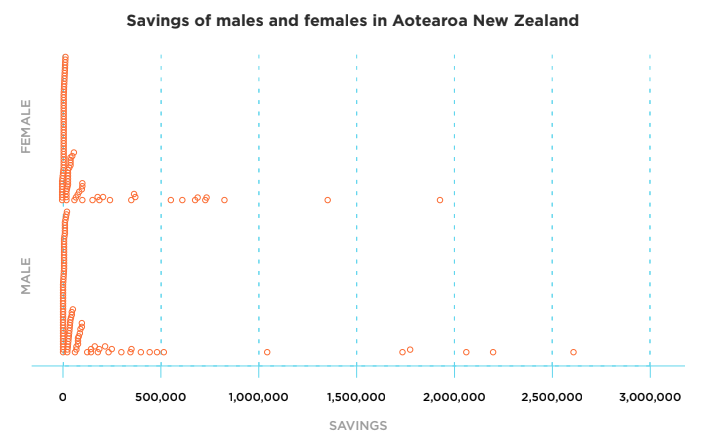 Savings of males and females in Aotearoa New Zealand
FEMALE
MALE
0 500,000 1,000,000 1,500,000 2,000,000 2,500,000 3,000,000
SAVINGS